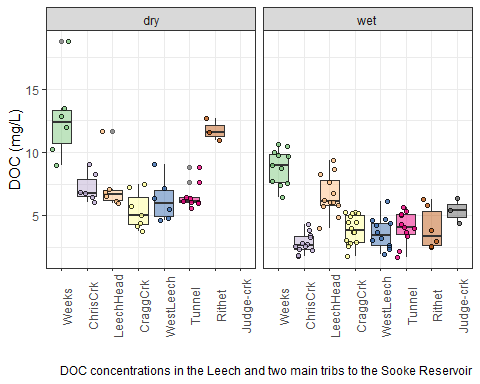 dry
wet
DOC (mg/L)
15
10
5
Weeks
ChrisCrk
LeechHead
CraggCrk
WestLeech
Tunnel
Rithet
Judge-crk
Weeks
ChrisCrk
LeechHead
CraggCrk
WestLeech
Tunnel
Rithet
Judge-crk
DOC concentrations in the Leech and two main tribs to the Sooke Reservoir